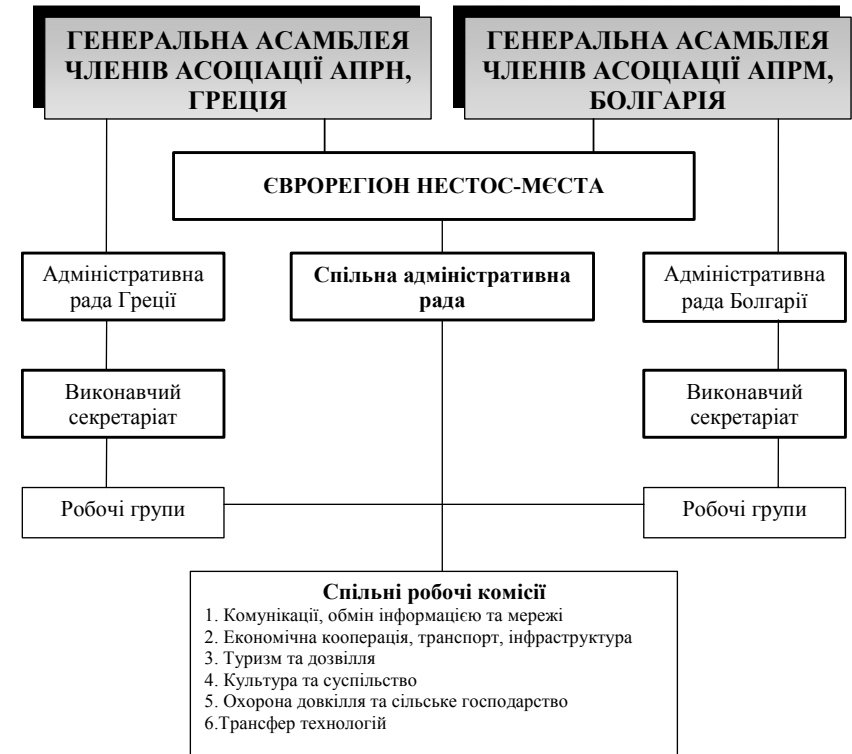 ГЕНЕРАЛЬНА АСАМБЛЕЯ
ЧЛЕНІВ АСОЦІАЦІЇ АПРН,
ГРЕЦІЯ
ГЕНЕРАЛЬНА АСАМБЛЕЯ
ЧЛЕНІВ АСОЦІАЦІЇ АПРМ,
БОЛГАРІЯ
ЄВРОРЕГІОН НЕСТОС-МЄСТА
Адміністративна
рада Греції
Спільна адміністративна
рада
Адміністративна
рада Болгарії
Виконавчий
секретаріат
Виконавчий
секретаріат
Робочі групи
Робочі групи
Спільні робочі комісії
1. Комунікації, обмін інформацією та мережі
2. Економічна кооперація, транспорт, інфраструктура
3. Туризм та дозвілля
4. Культура та суспільство
5. Охорона довкілля та сільське господарство
6.Трансфер технологій